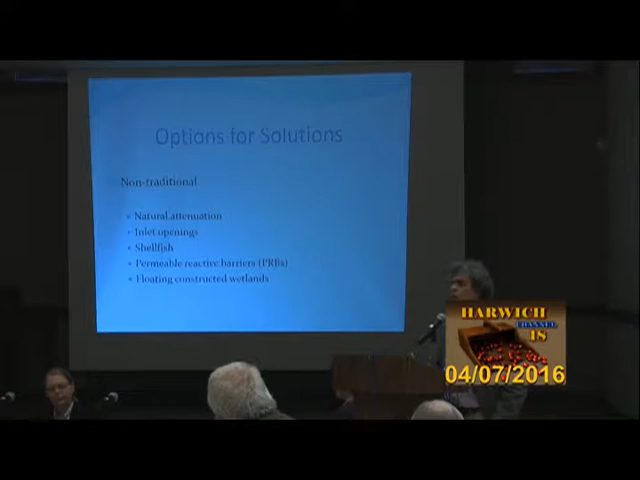 Options for Solutions
Non-traditional
• Natural attenuation
• Inlet openings
• Shellfish
• Permeable reactive barriers (PRBs)
• Floating constructed wetlands
HARWICH
CHANNEL
18
04/07/2016